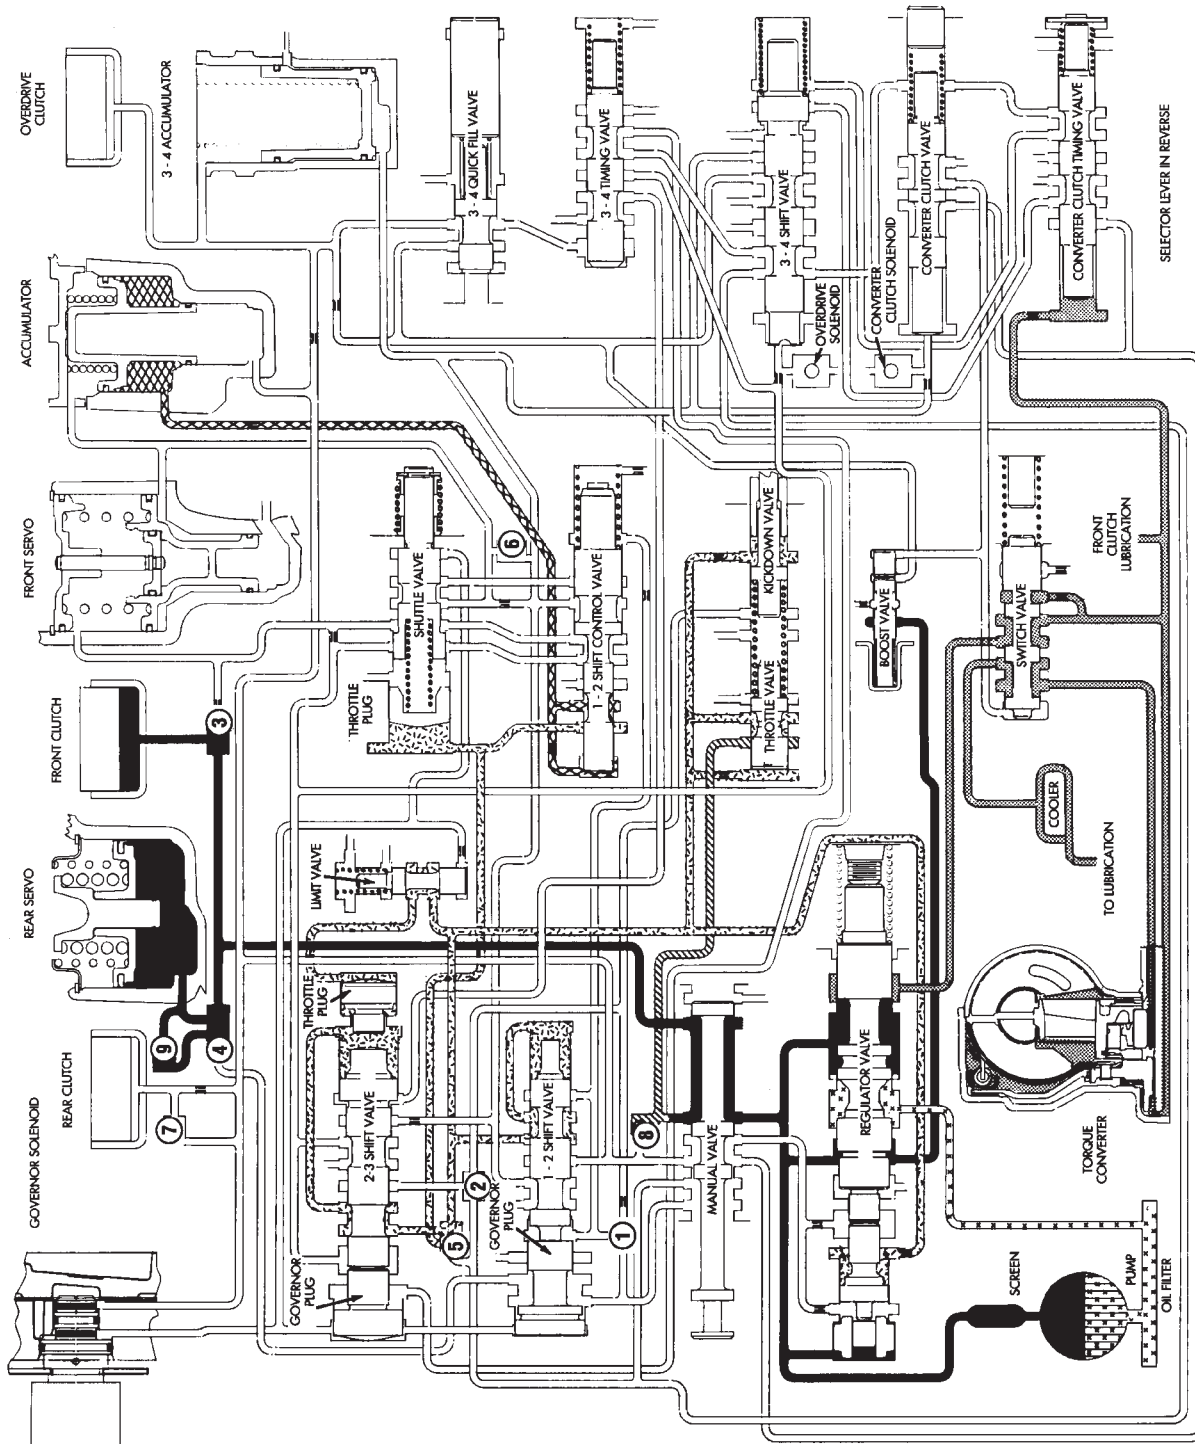 OVERDRIVE
CLUTCH
3 - 4 ACCUMULATOR
3 - 4 QUICK FILL VALVE
3 - 4 TIMING VALVE
3 - 4 SHIFT VALVE
OVERDRIVE
SOLENOID
CONVERTER
CLUTCH SOLENOID
CONVERTER CLUTCH VALVE
CONVERTER CLUTCH TIMING VALVE
SELECTOR LEVER IN REVERSE
ACCUMULATOR
FRONT SERVO
SHUTTLE VALVE
THROTTLE
PLUG
6
1 - 2 SHIFT CONTROL VALVE
KICKDOWN VALVE
THROTTLE VALVE
BOOST VALVE
SWITCH VALVE
FRONT
CLUTCH
LUBRICATION
FRONT CLUTCH
3
COOLER
TO LUBRICATION
REAR SERVO
LIMIT VALVE
9
4
THROTTLE
PLUG
REAR CLUTCH
7
2-3 SHIFT VALVE
1 - 2 SHIFT VALVE
8
MANUAL VALVE
REGULATOR VALVE
TORQUE
CONVERTER
GOVERNOR SOLENOID
GOVERNOR
PLUG
5
2
GOVERNOR
PLUG
1
SCREEN
PUMP
OIL FILTER